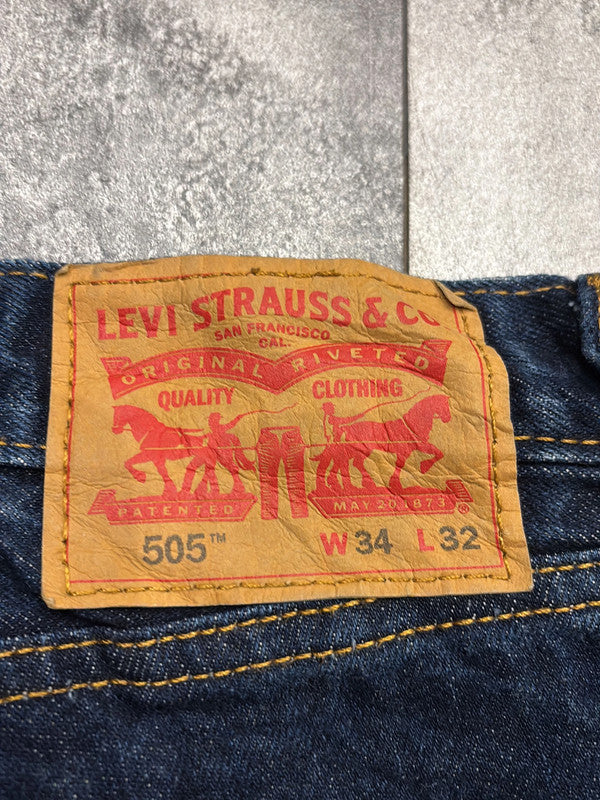 LEVI STRAUSS & CO
SAN FRANCISCO
CAL.
ORIGINAL RIVETED
QUALITY CLOTHING
PATENTED MAY 20 1873 ®
505™ W 34 L 32